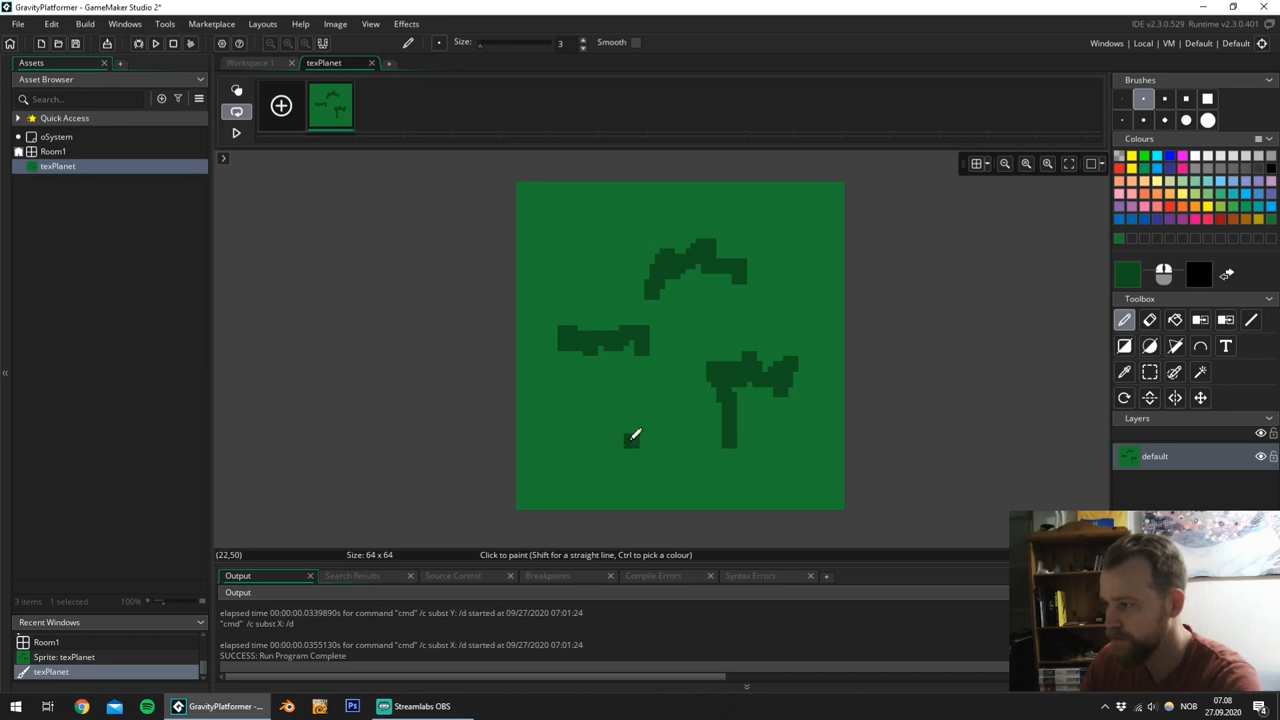 GravityPlatformer - GameMaker Studio 2*
File Edit Build Windows Tools Marketplace Layouts Help Image Effects
IDE v2.3.0.529 Runtime v2.3.0.401
Size: 3 Smooth
Windows | Local | VM | Default | Default
Assets
Workspace 1
texPlanet
Asset Browser
Search...
Quick Access
oSystem
Room1
texPlanet
Brushes
Colours
Toolbox
Layers
default
(22,50) Size: 64 x 64 Click to paint (Shift for a straight line, Ctrl to pick a colour)
Output Search Results Source Control Breakpoints Compile Errors Syntax Errors
Output
elapsed time 00:00:00.0339890s for command "cmd" /c subst Y: /d started at 09/27/2020 07:01:24
"cmd" /c subst X: /d
elapsed time 00:00:00.0355130s for command "cmd" /c subst X: /d started at 09/27/2020 07:01:24
SUCCESS: Run Program Complete
3 items 1 selected 100%
Recent Windows
Room1
Sprite: texPlanet
texPlanet
GravityPlatformer -...
Streamlabs OBS
NOB
07.08
27.09.2020
4